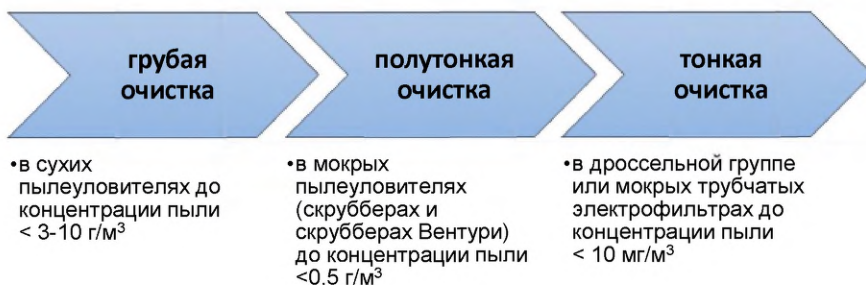 грубая
очистка
полутонкая
очистка
тонкая
очистка
•в сухих
пылеуловителях до
концентрации пыли
< 3-10 г/м³
•в мокрых
пылеуловителях
(скрубберах и
скрубберах Вентури)
до концентрации пыли
<0.5 г/м³
•в дроссельной группе
или мокрых трубчатых
электрофильтрах до
концентрации пыли
< 10 мг/м³